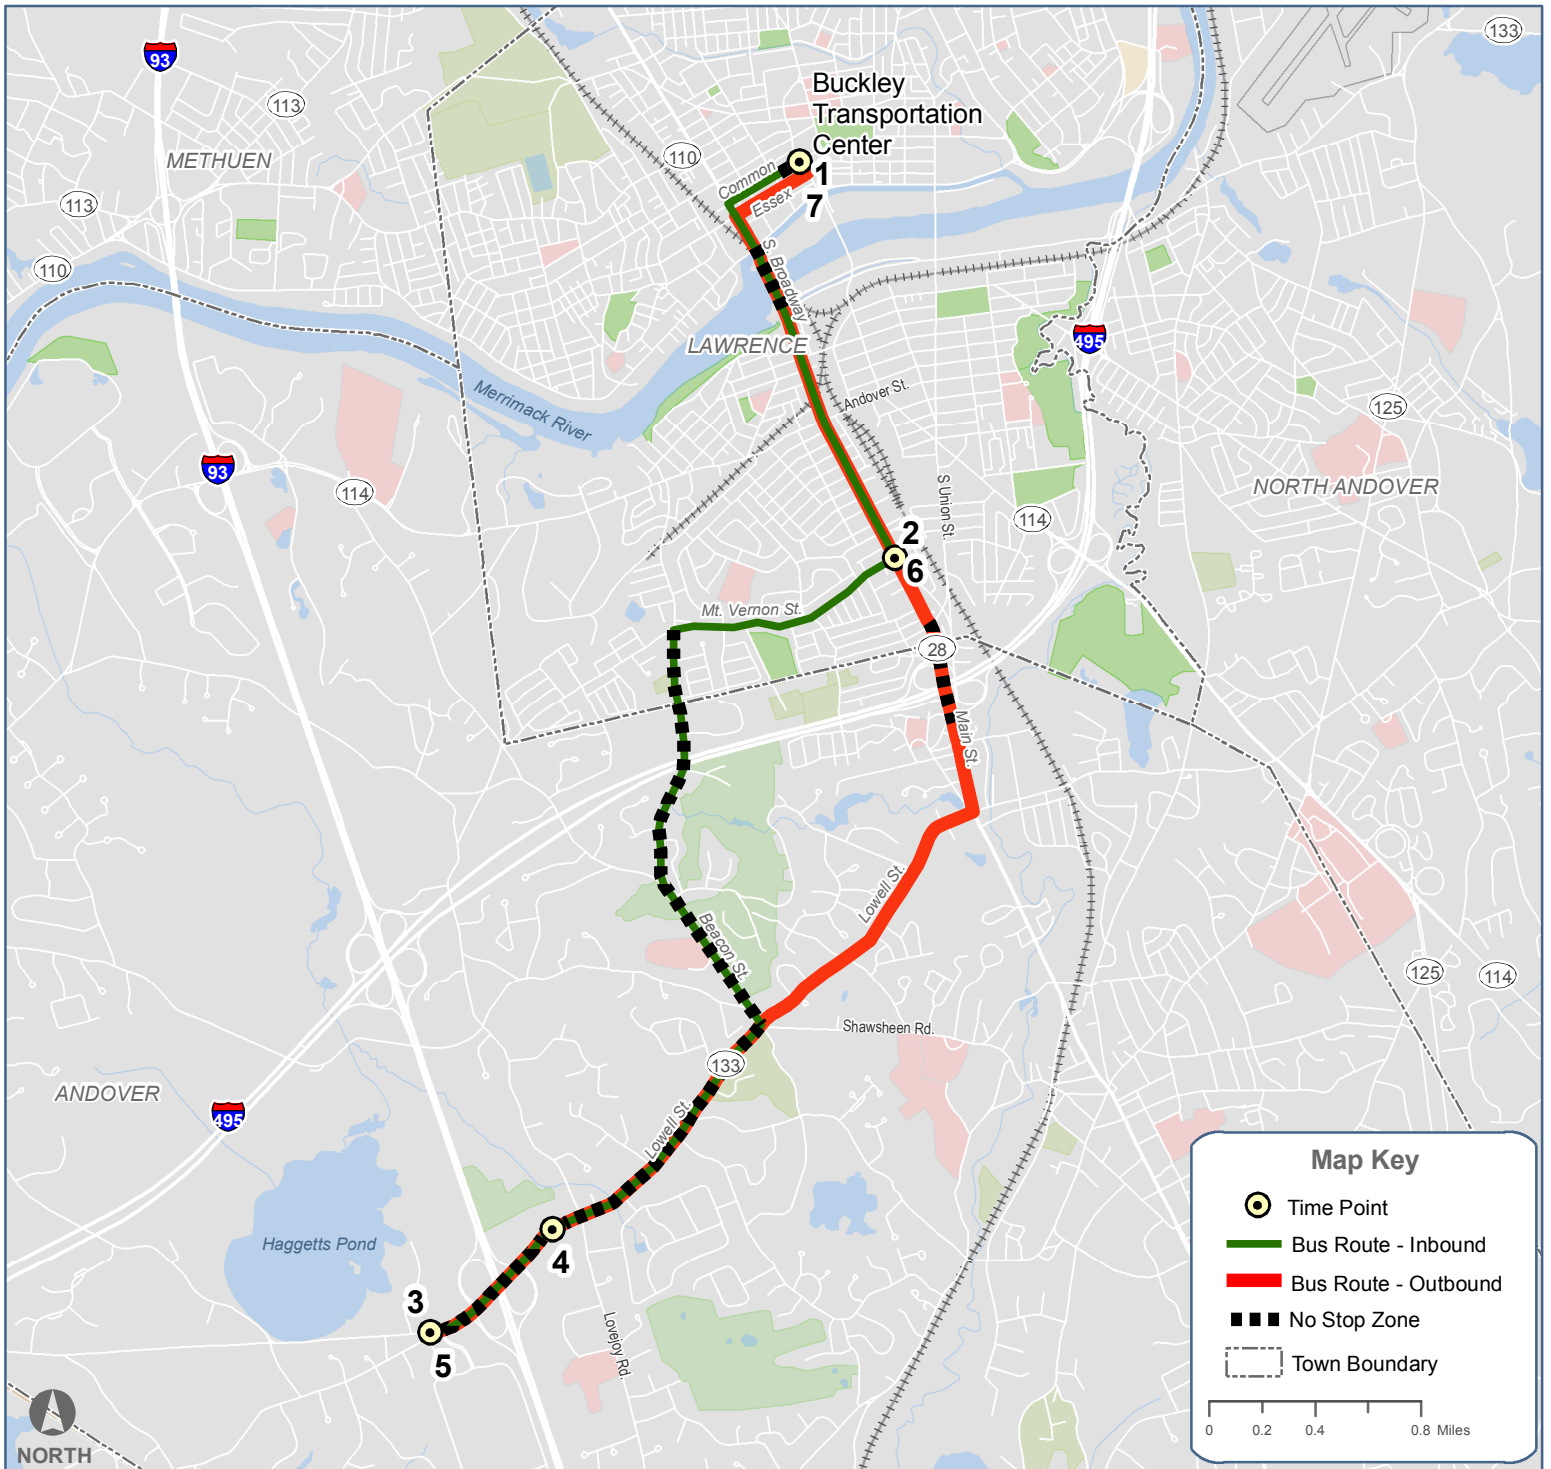 93
113
METHUEN
113
110
110
133
Buckley
Transportation
Center
1
7
Common
Essex
S. Broadway
LAWRENCE
495
Merrimack River
Andover St.
125
93
114
NORTH ANDOVER
S Union St.
114
2
6
Mt. Vernon St.
28
Main St.
Lowell St.
Beacon St.
125
114
Shawsheen Rd.
133
ANDOVER
495
Lowell St.
Haggetts Pond
4
3
5
Lovejoy Rd.
NORTH
Map Key
Time Point
Bus Route - Inbound
Bus Route - Outbound
No Stop Zone
Town Boundary
0 0.2 0.4 0.8 Miles